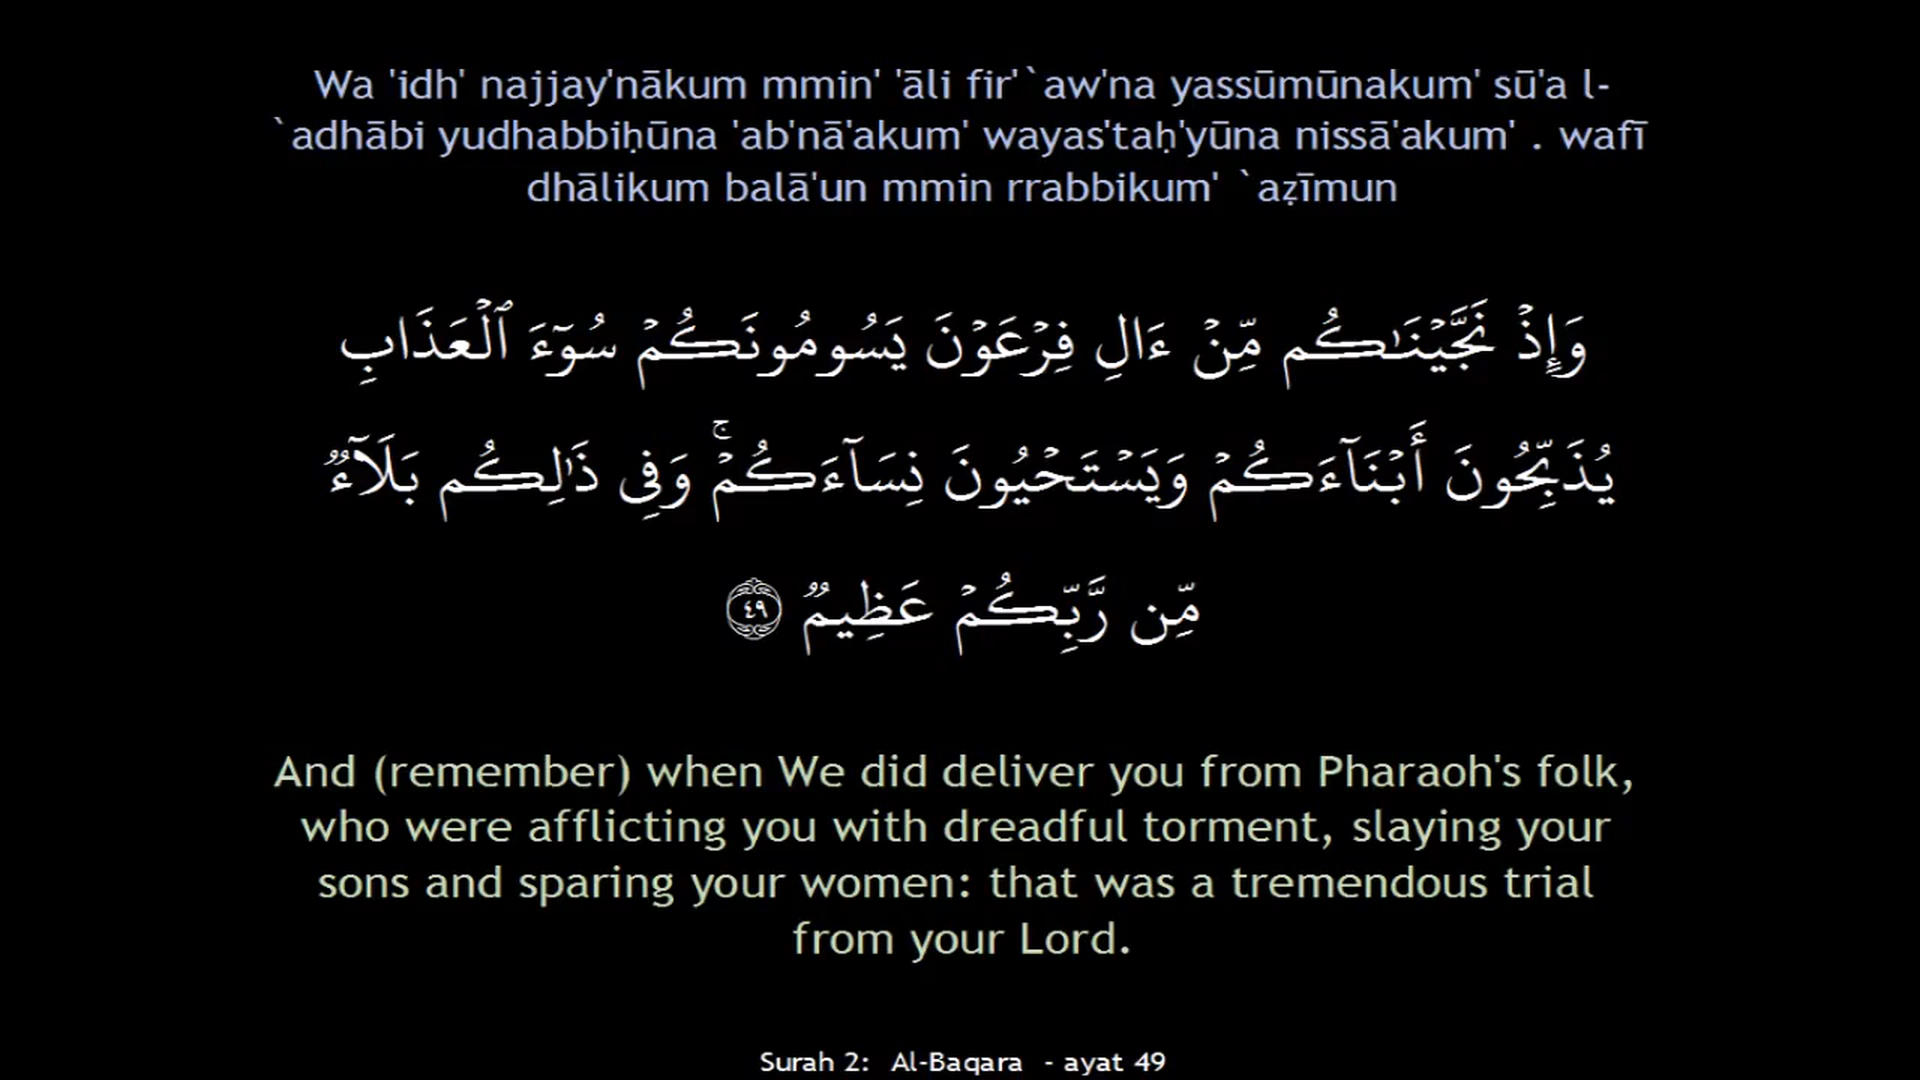 Wa 'idh' najjay'nākum mmin' 'āli fir'`aw'na yassūmūnakum' sū'a l-
`adhābi yudhabbiḥūna 'ab'nā'akum' wayas'taḥ'yūna nissā'akum' . wafī
dhālikum balā'un mmin rrabbikum' `aẓīmun
وَإِذْ نَجَّيْنَـٰكُم مِّنْ ءَالِ فِرْعَوْنَ يَسُومُونَكُمْ سُوٓءَ ٱلْعَذَابِ
يُذَبِّحُونَ أَبْنَآءَكُمْ وَيَسْتَحْيُونَ نِسَآءَكُمْ ۚ وَفِى ذَٰلِكُم بَلَآءٌ
مِّن رَّبِّكُمْ عَظِيمٌ ٤٩
And (remember) when We did deliver you from Pharaoh's folk,
who were afflicting you with dreadful torment, slaying your
sons and sparing your women: that was a tremendous trial
from your Lord.
Surah 2: Al-Baqara - ayat 49